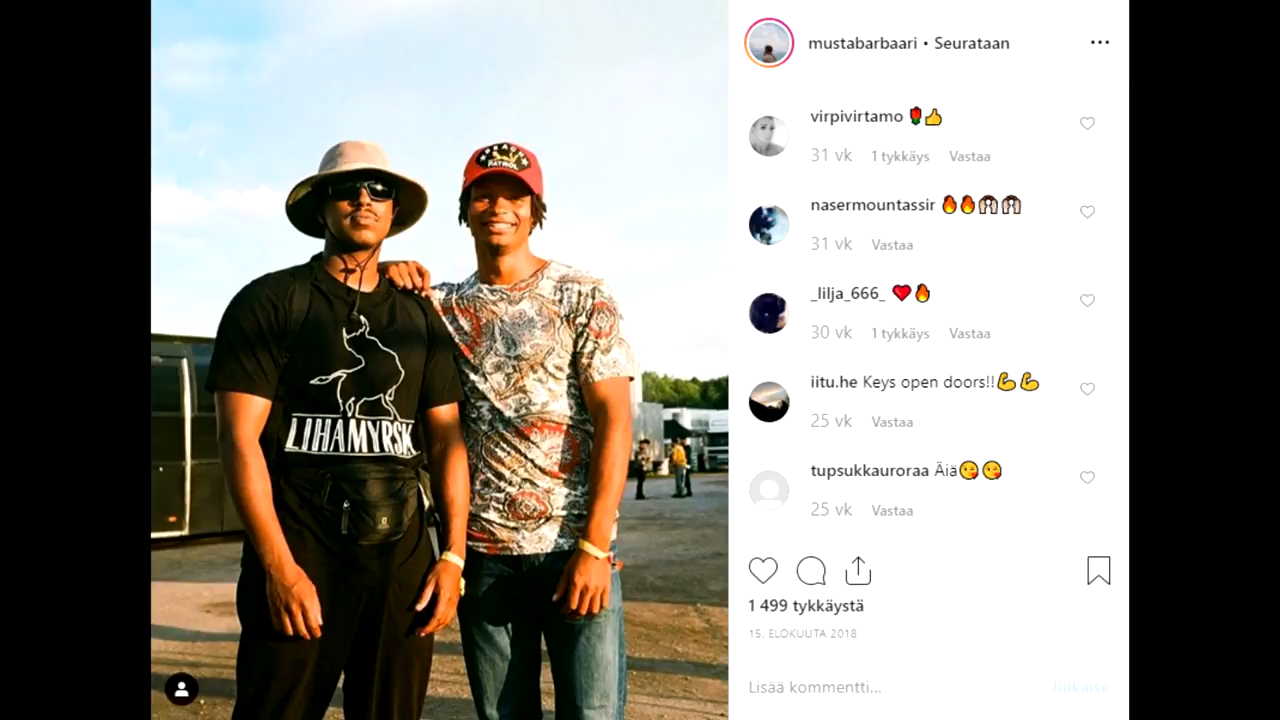 mustabarbaari • Seurataan
virpivirtamo 🌹👍
31 vk 1 tykkäys Vastaa
nasermountassir 🔥🔥🙌🙌
31 vk Vastaa
_lilja_666_ ❤️🔥
30 vk 1 tykkäys Vastaa
iitu.he Keys open doors!!💪💪
25 vk Vastaa
tupsukkauroraa Äiä😘😘
25 vk Vastaa
1 499 tykkäystä
15. ELOKUUTA 2018
Lisää kommentti...
Julkaise
APACHE
PATROL
LIHAMYRSK